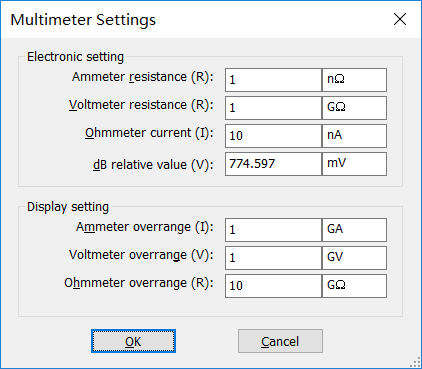 Multimeter Settings
Electronic setting
Ammeter resistance (R): 1 nΩ
Voltmeter resistance (R): 1 GΩ
Ohmmeter current (I): 10 nA
dB relative value (V): 774.597 mV
Display setting
Ammeter overrange (I): 1 GA
Voltmeter overrange (V): 1 GV
Ohmmeter overrange (R): 10 GΩ
OK Cancel